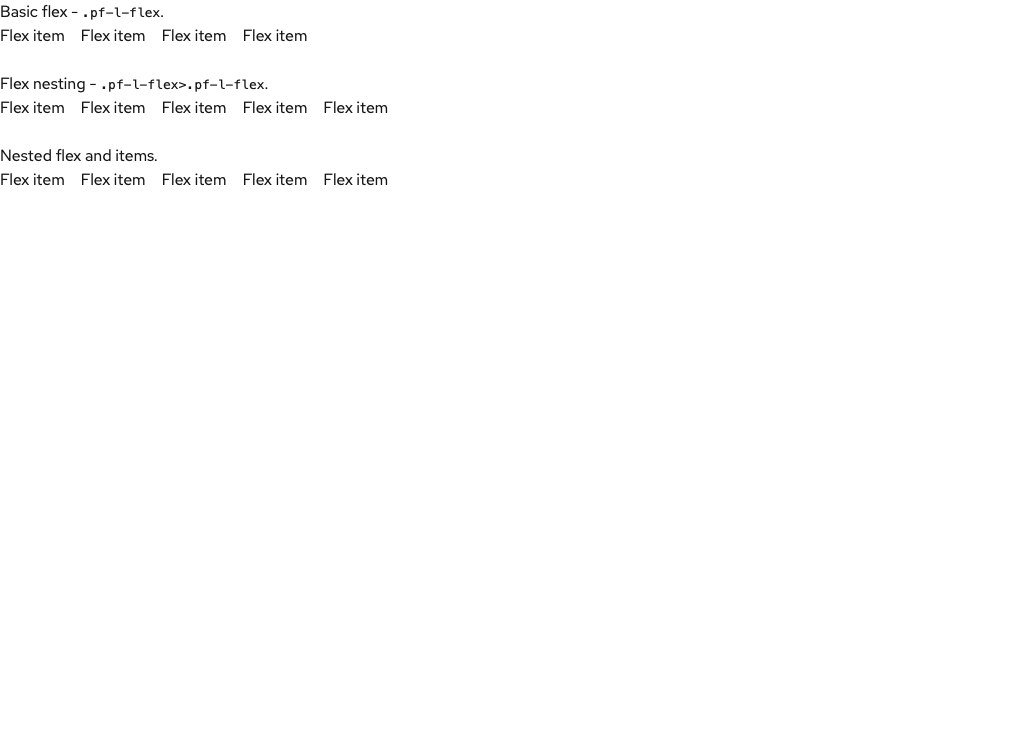 Basic flex - .pf-l-flex.
Flex item Flex item Flex item Flex item
Flex nesting - .pf-l-flex>.pf-l-flex.
Flex item Flex item Flex item Flex item Flex item
Nested flex and items.
Flex item Flex item Flex item Flex item Flex item